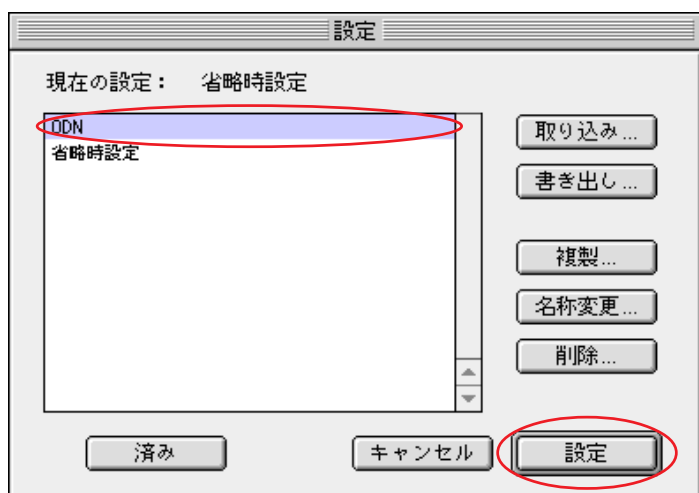 設定
現在の設定： 省略時設定
ODN
省略時設定
取り込み...
書き出し...
複製...
名称変更...
削除...
済み
キャンセル
設定